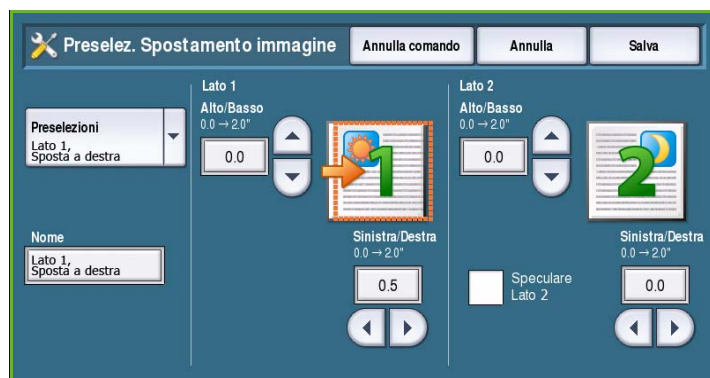 Preselez. Spostamento immagine
Annulla comando
Annulla
Salva
Preselezioni
Lato 1,
Sposta a destra
Nome
Lato 1,
Sposta a destra
Lato 1
Alto/Basso
0.0 → 2.0"
0.0
1
Sinistra/Destra
0.0 → 2.0"
0.5
Lato 2
Alto/Basso
0.0 → 2.0"
0.0
2
Speculare
Lato 2
Sinistra/Destra
0.0 → 2.0"
0.0